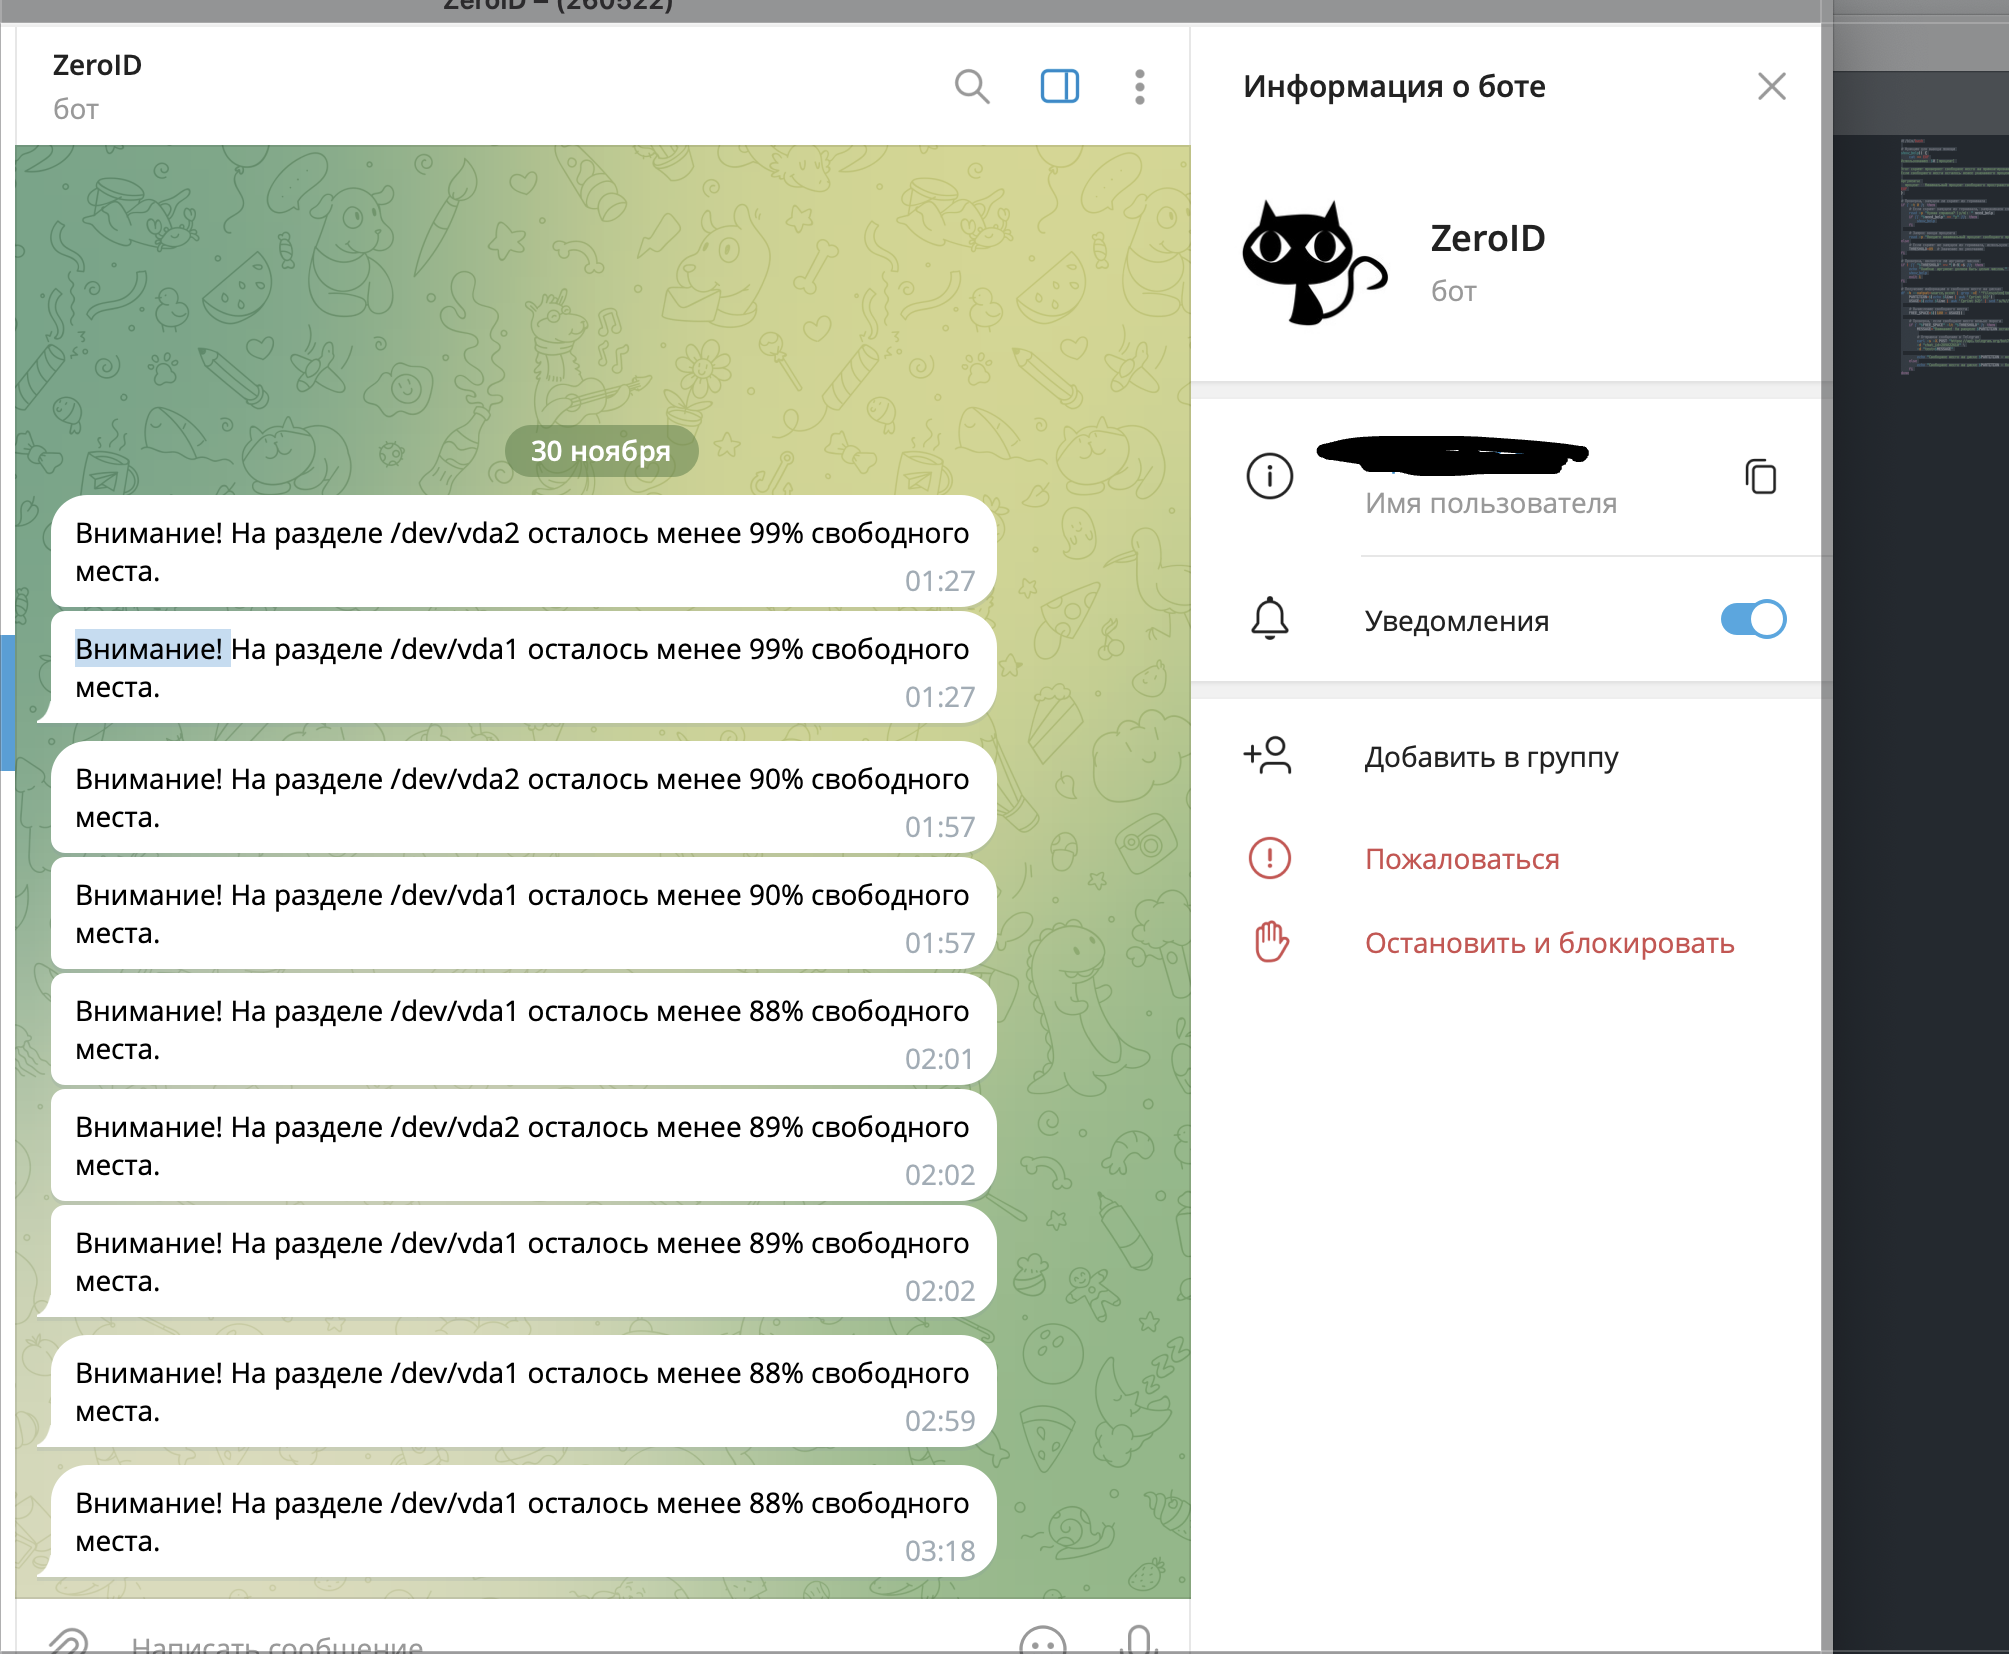 ZeroID – (260522)
ZeroID
бот
30 ноября
Внимание! На разделе /dev/vda2 осталось менее 99% свободного
места.
01:27
Внимание! На разделе /dev/vda1 осталось менее 99% свободного
места.
01:27
Внимание! На разделе /dev/vda2 осталось менее 90% свободного
места.
01:57
Внимание! На разделе /dev/vda1 осталось менее 90% свободного
места.
01:57
Внимание! На разделе /dev/vda1 осталось менее 88% свободного
места.
02:01
Внимание! На разделе /dev/vda2 осталось менее 89% свободного
места.
02:02
Внимание! На разделе /dev/vda1 осталось менее 89% свободного
места.
02:02
Внимание! На разделе /dev/vda1 осталось менее 88% свободного
места.
02:59
Внимание! На разделе /dev/vda1 осталось менее 88% свободного
места.
03:18
Написать сообщение
Информация о боте
ZeroID
бот
Имя пользователя
Уведомления
Добавить в группу
Пожаловаться
Остановить и блокировать